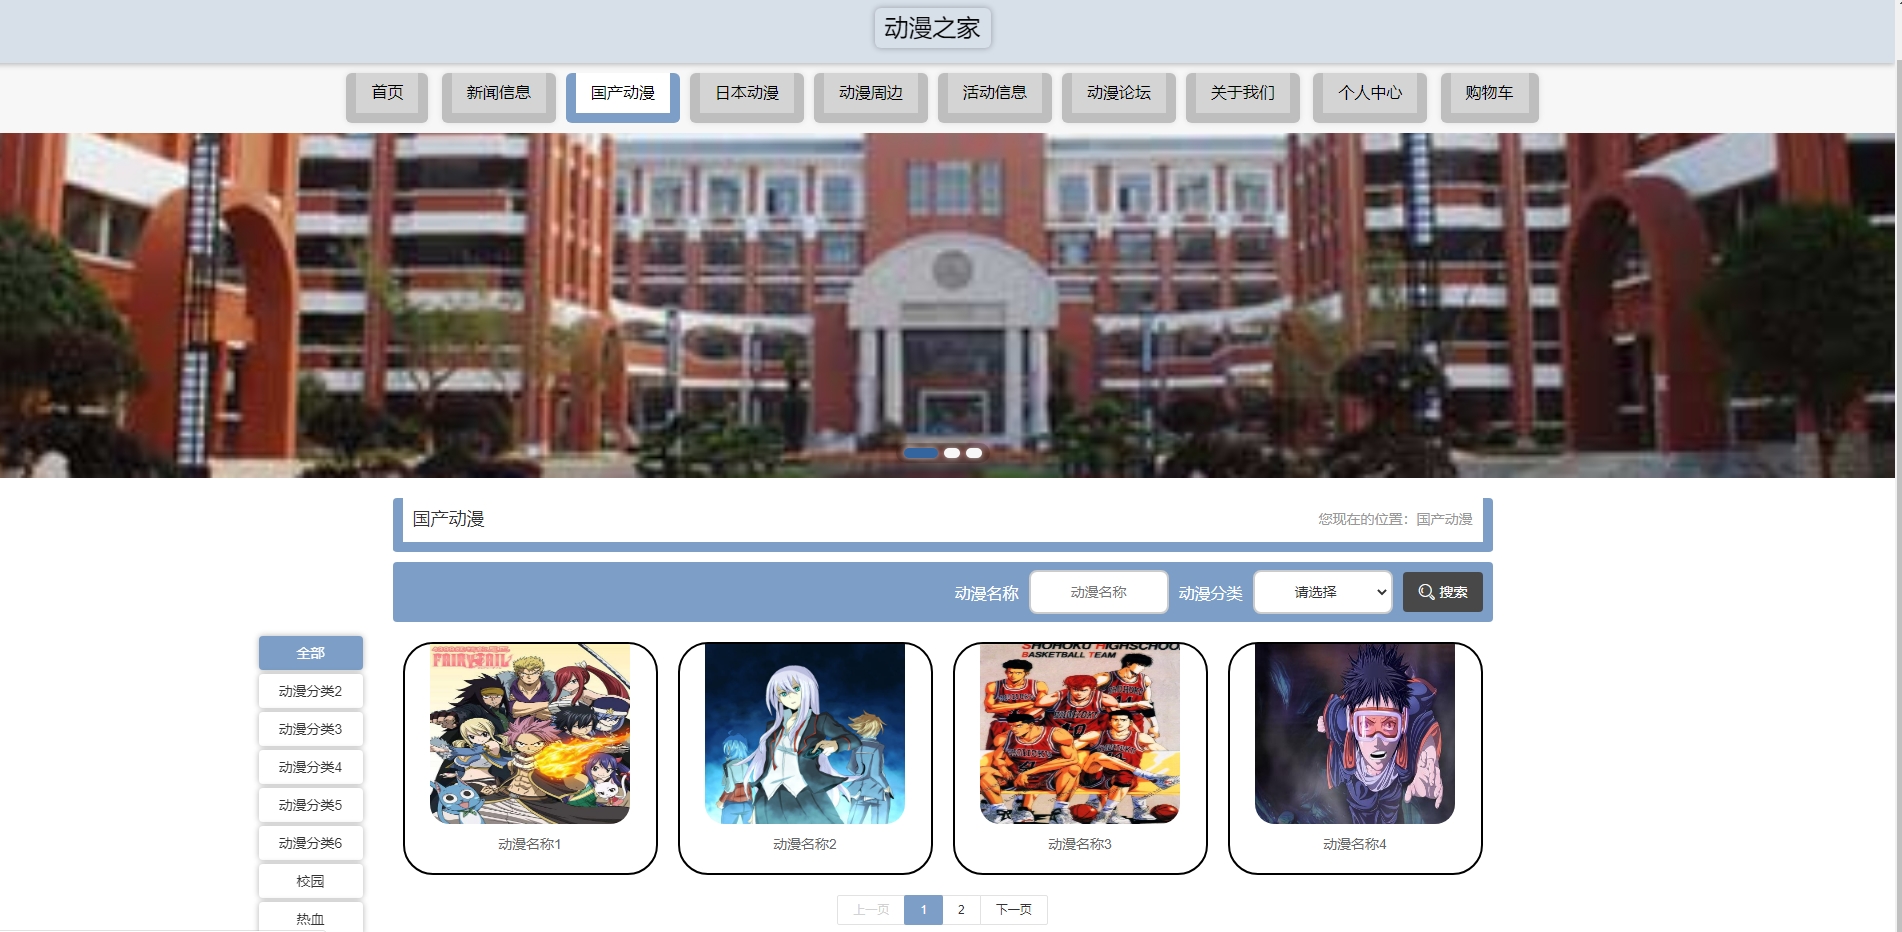 动漫之家
首页 新闻信息 国产动漫 日本动漫 动漫周边 活动信息 动漫论坛 关于我们 个人中心 购物车
国产动漫 您现在的位置：国产动漫
动漫名称 动漫名称 动漫分类 请选择 搜索
全部
动漫分类2
动漫分类3
动漫分类4
动漫分类5
动漫分类6
校园
热血
FAIRY TAIL
SHOHOKU HIGHSCHOO
BASKETBALL TEAM
动漫名称1 动漫名称2 动漫名称3 动漫名称4
上一页 1 2 下一页